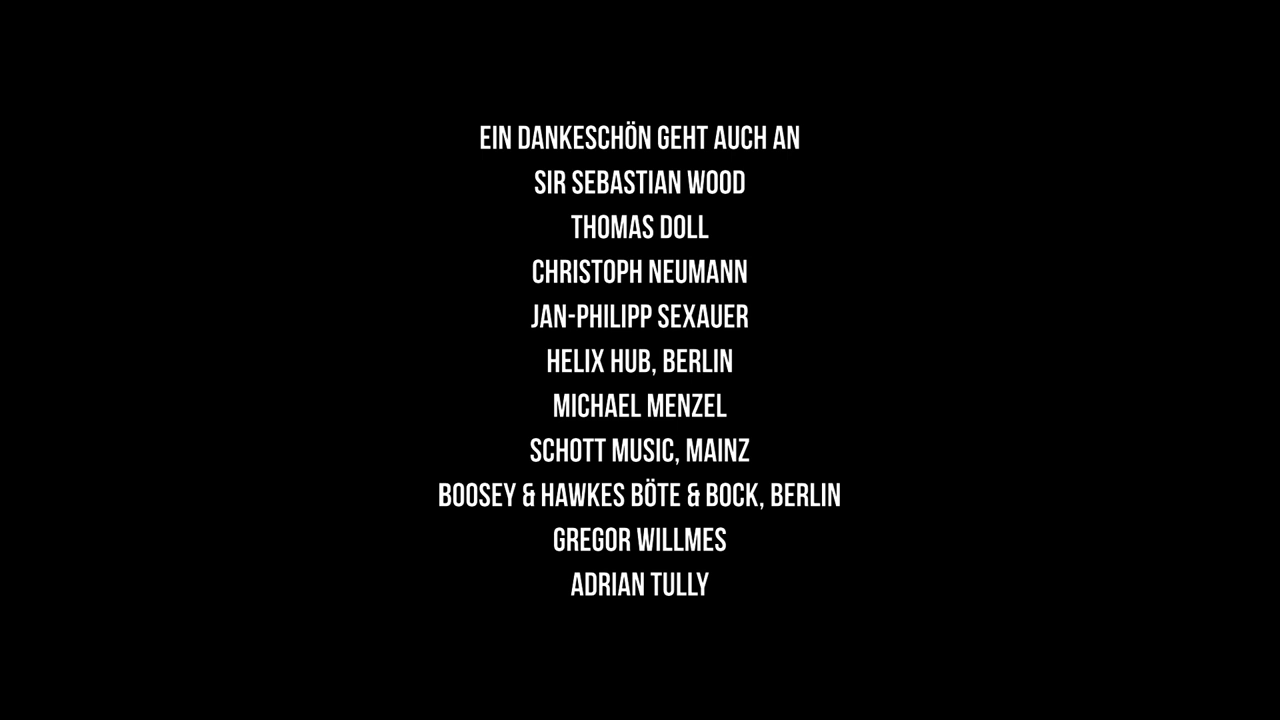 EIN DANKESCHÖN GEHT AUCH AN
SIR SEBASTIAN WOOD
THOMAS DOLL
CHRISTOPH NEUMANN
JAN-PHILIPP SEXAUER
HELIX HUB, BERLIN
MICHAEL MENZEL
SCHOTT MUSIC, MAINZ
BOOSEY & HAWKES BÖTE & BOCK, BERLIN
GREGOR WILLMES
ADRIAN TULLY